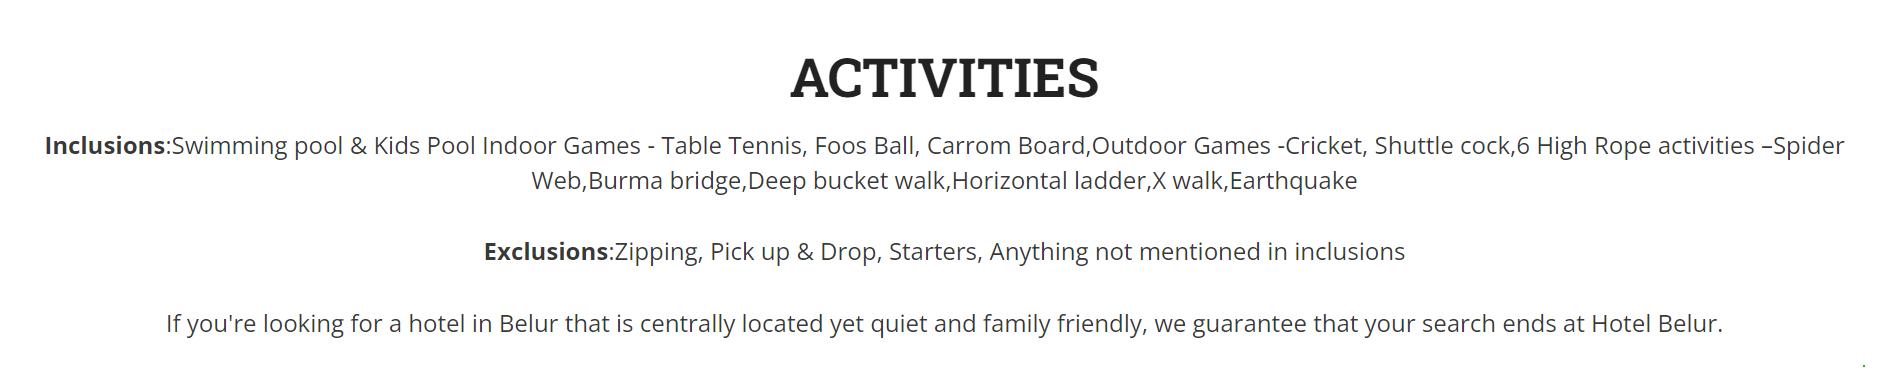 ACTIVITIES
Inclusions:Swimming pool & Kids Pool Indoor Games - Table Tennis, Foos Ball, Carrom Board,Outdoor Games -Cricket, Shuttle cock,6 High Rope activities –Spider
Web,Burma bridge,Deep bucket walk,Horizontal ladder,X walk,Earthquake
Exclusions:Zipping, Pick up & Drop, Starters, Anything not mentioned in inclusions
If you're looking for a hotel in Belur that is centrally located yet quiet and family friendly, we guarantee that your search ends at Hotel Belur.